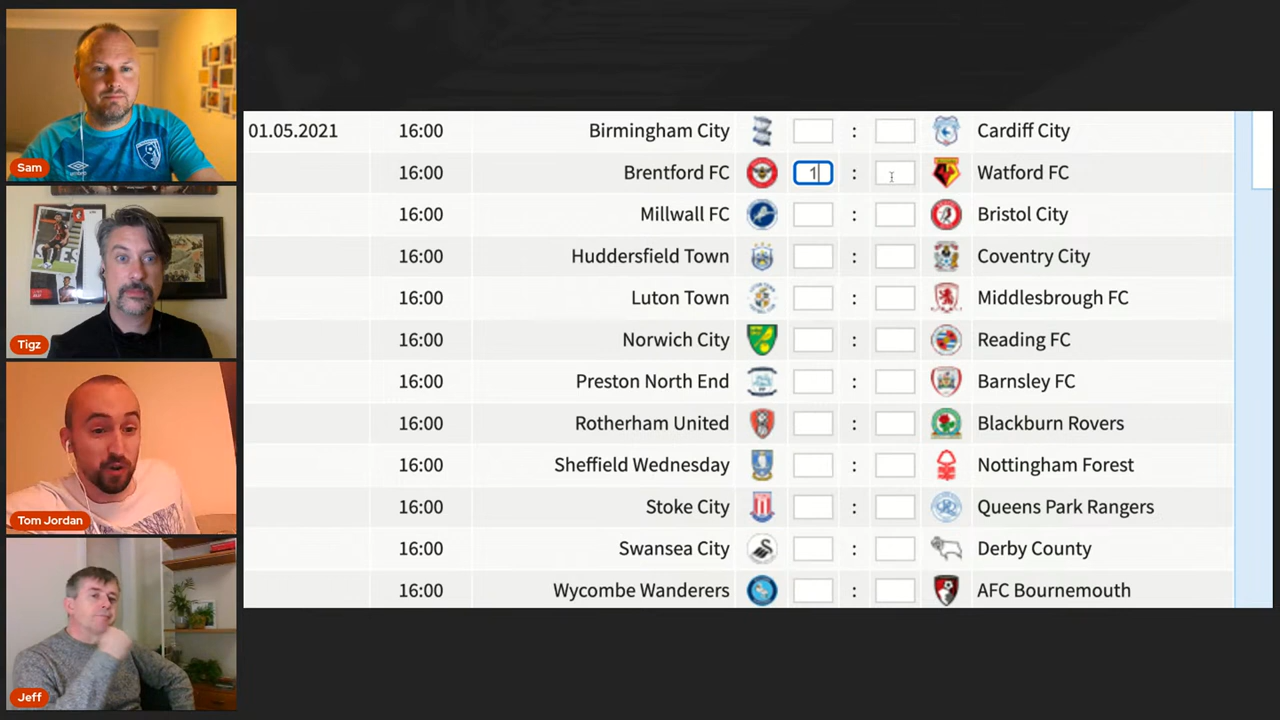 Sam
Tigz
Tom Jordan
Jeff
01.05.2021 16:00 Birmingham City : Cardiff City
16:00 Brentford FC 1 : Watford FC
16:00 Millwall FC : Bristol City
16:00 Huddersfield Town : Coventry City
16:00 Luton Town : Middlesbrough FC
16:00 Norwich City : Reading FC
16:00 Preston North End : Barnsley FC
16:00 Rotherham United : Blackburn Rovers
16:00 Sheffield Wednesday : Nottingham Forest
16:00 Stoke City : Queens Park Rangers
16:00 Swansea City : Derby County
16:00 Wycombe Wanderers : AFC Bournemouth